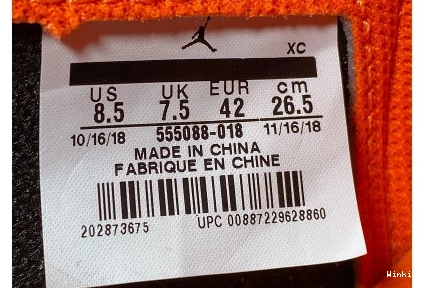 XC
US UK EUR cm
8.5 7.5 42 26.5
10/16/18 555088-018 11/16/18
MADE IN CHINA
FABRIQUE EN CHINE
202873675 UPC 00887229628860
Winki